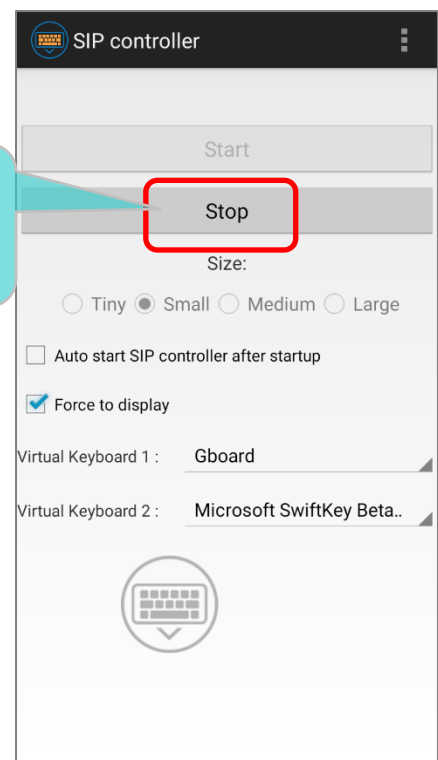 SIP controller
Start
Stop
Size:
Tiny Small Medium Large
Auto start SIP controller after startup
Force to display
Virtual Keyboard 1 : Gboard
Virtual Keyboard 2 : Microsoft SwiftKey Beta..